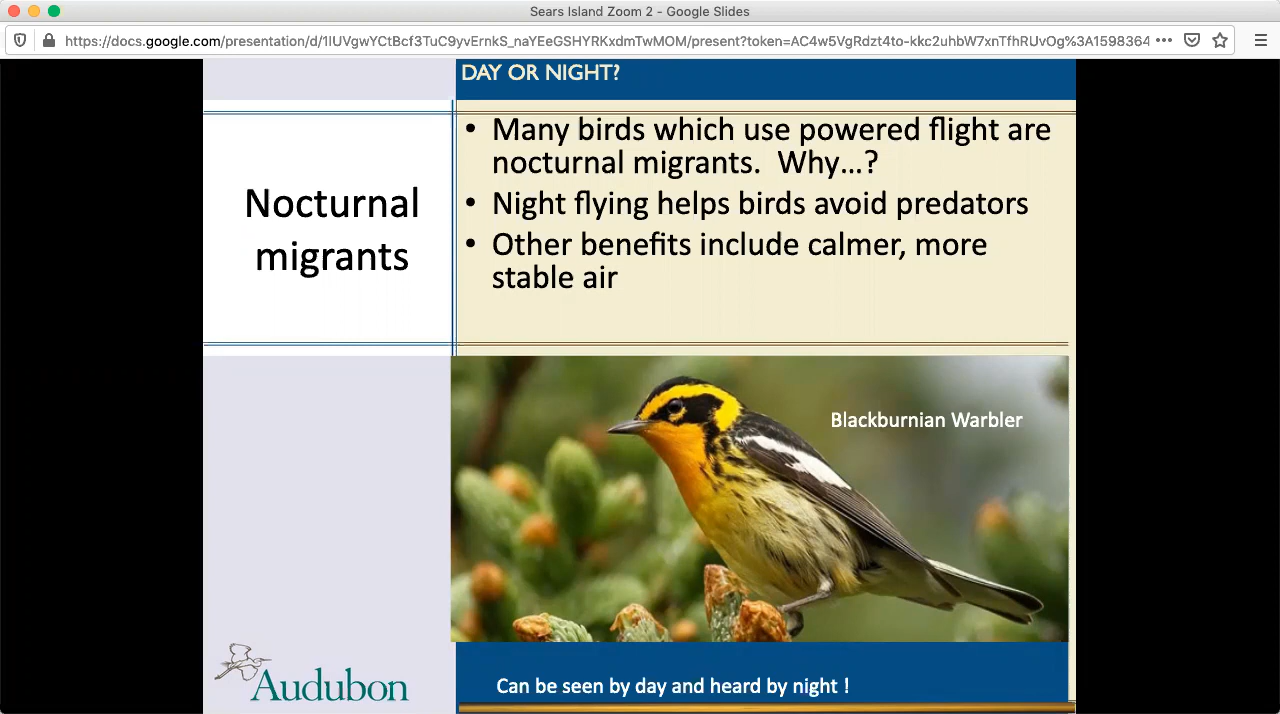 Sears Island Zoom 2 - Google Slides
https://docs.google.com/presentation/d/1IUVgwYCtBcf3TuC9yvErnkS_naYEeGSHYRKxdmTwMOM/present?token=AC4w5VgRdzt4to-kkc2uhbW7xnTfhRUvOg%3A1598364
DAY OR NIGHT?
Nocturnal
migrants
• Many birds which use powered flight are
nocturnal migrants.  Why...?
• Night flying helps birds avoid predators
• Other benefits include calmer, more
stable air
Blackburnian Warbler
Audubon
Can be seen by day and heard by night !